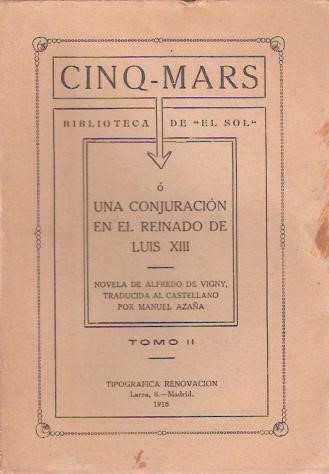 CINQ-MARS
BIBLIOTECA DE "EL SOL"
ó
UNA CONJURACIÓN
EN EL REINADO DE
LUIS XIII
NOVELA DE ALFREDO DE VIGNY,
TRADUCIDA AL CASTELLANO
POR MANUEL AZAÑA
TOMO II
TIPOGRAFICA RENOVACION
Larra, 8.—Madrid.
1918